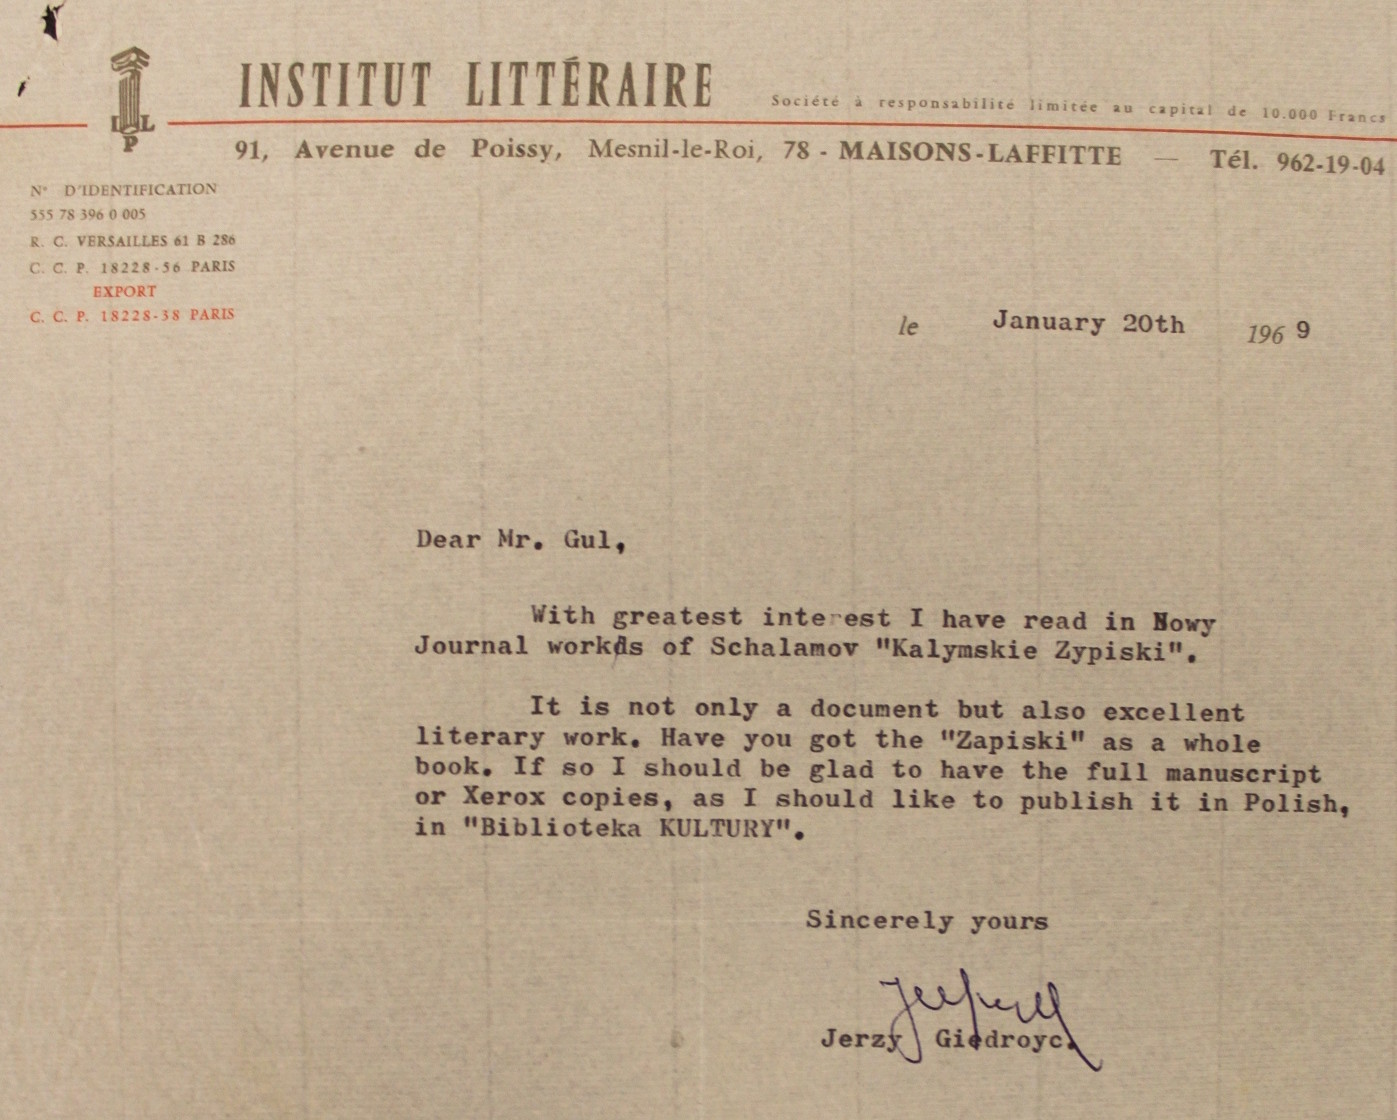 INSTITUT LITTÉRAIRE
Société à responsabilité limitée au capital de 10.000 Francs
I L
P
91, Avenue de Poissy, Mesnil-le-Roi, 78 - MAISONS-LAFFITTE — Tél. 962-19-04
N° D'IDENTIFICATION
555 78 396 0 005
R. C. VERSAILLES 61 B 286
C. C. P. 18228-56 PARIS
EXPORT
C. C. P. 18228-38 PARIS
le January 20th 1969
Dear Mr. Gul,
With greatest interest I have read in Nowy
Journal works of Schalamov "Kalymskie Zypiski".
It is not only a document but also excellent
literary work. Have you got the "Zapiski" as a whole
book. If so I should be glad to have the full manuscript
or Xerox copies, as I should like to publish it in Polish,
in "Biblioteka KULTURY".
Sincerely yours
Jerzy Giedroyc.